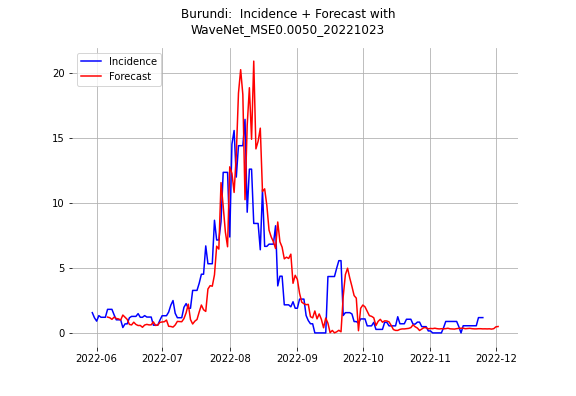 Burundi:  Incidence + Forecast with
WaveNet_MSE0.0050_20221023
Incidence
Forecast
20
15
10
5
0
2022-06 2022-07 2022-08 2022-09 2022-10 2022-11 2022-12